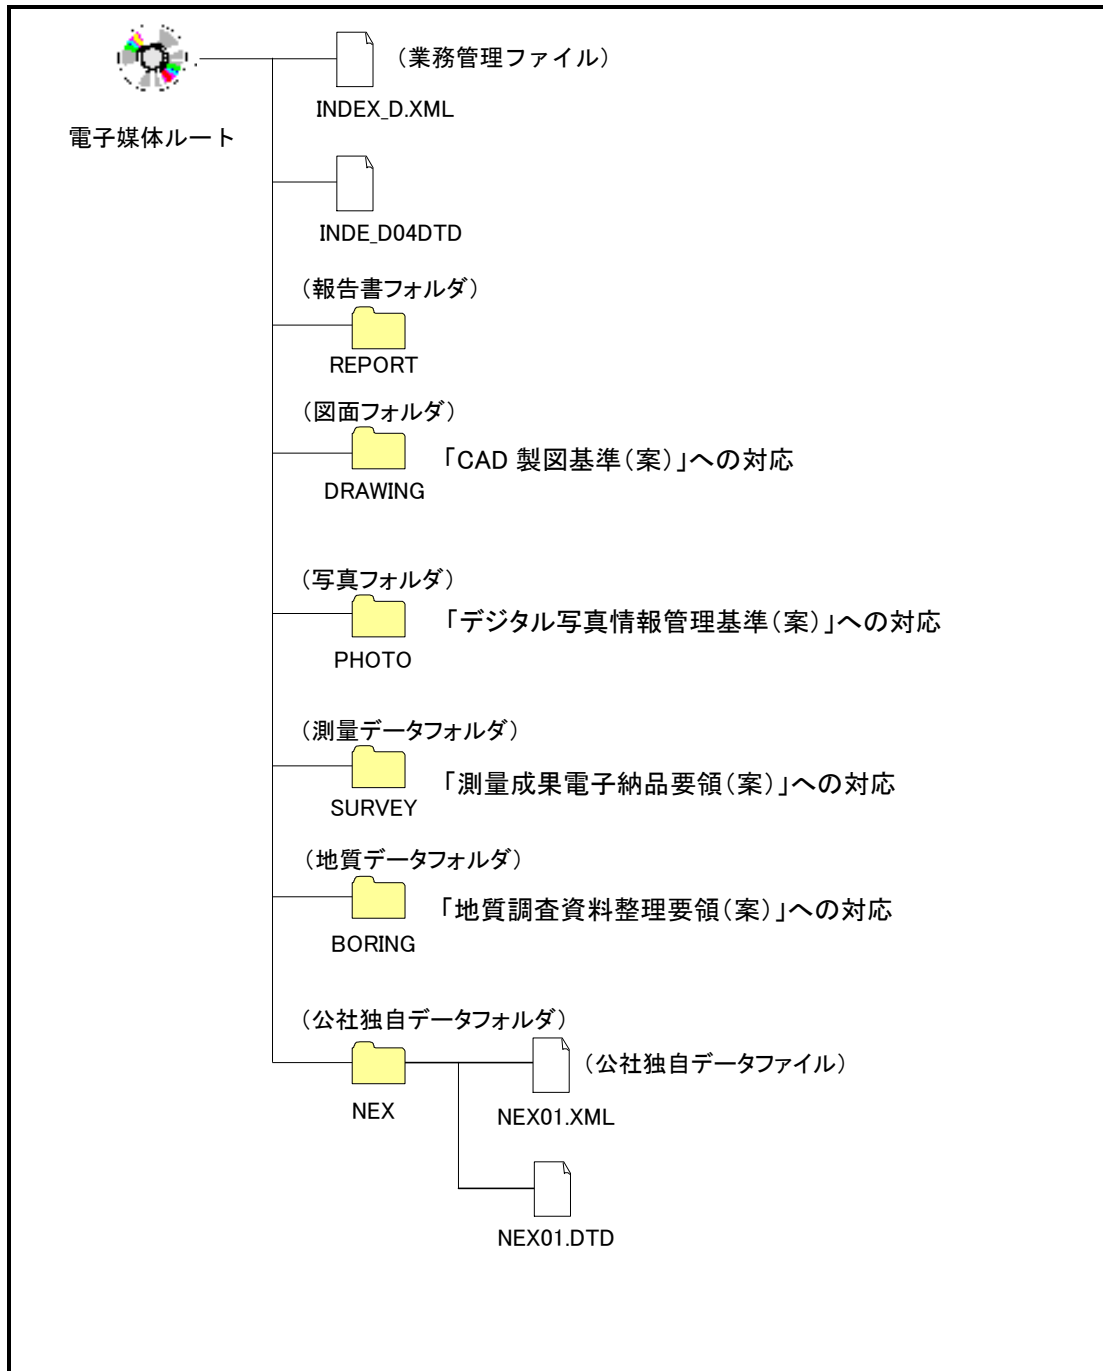 （業務管理ファイル）
INDEX_D.XML
電子媒体ルート
INDE_D04DTD
（報告書フォルダ）
REPORT
（図面フォルダ）
「CAD 製図基準（案）」への対応
DRAWING
（写真フォルダ）
「デジタル写真情報管理基準（案）」への対応
PHOTO
（測量データフォルダ）
「測量成果電子納品要領（案）」への対応
SURVEY
（地質データフォルダ）
「地質調査資料整理要領（案）」への対応
BORING
（公社独自データフォルダ）
（公社独自データファイル）
NEX
NEX01.XML
NEX01.DTD